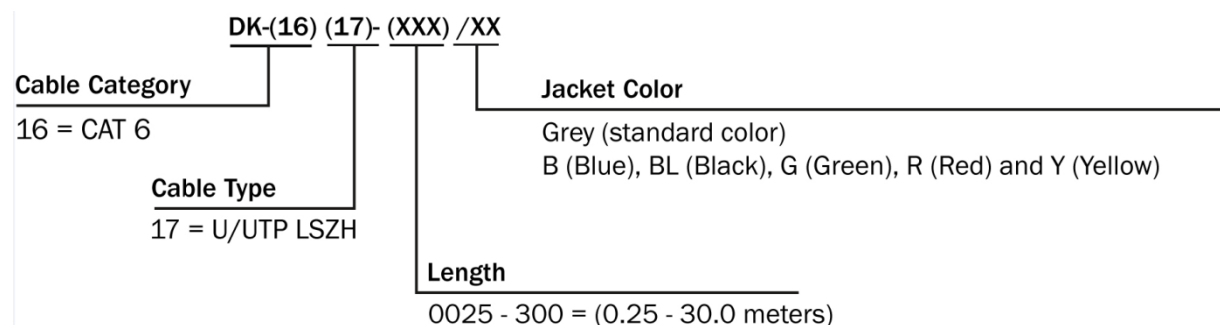 DK-(16) (17)- (XXX) /XX
Cable Category
16 = CAT 6
Jacket Color
Grey (standard color)
B (Blue), BL (Black), G (Green), R (Red) and Y (Yellow)
Cable Type
17 = U/UTP LSZH
Length
0025 - 300 = (0.25 - 30.0 meters)